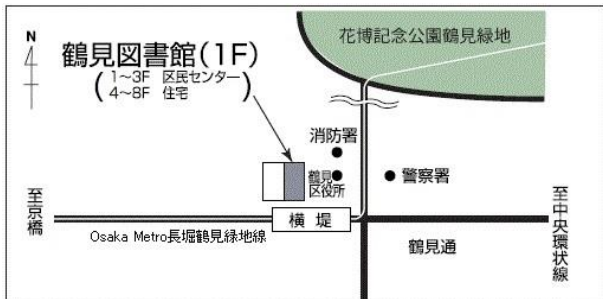 N
花博記念公園鶴見緑地
鶴見図書館(1F)
(1〜3F 区民センター
4〜8F 住宅)
消防署
鶴見
区役所
警察署
至京橋
横堤
至中央環状線
Osaka Metro長堀鶴見緑地線
鶴見通